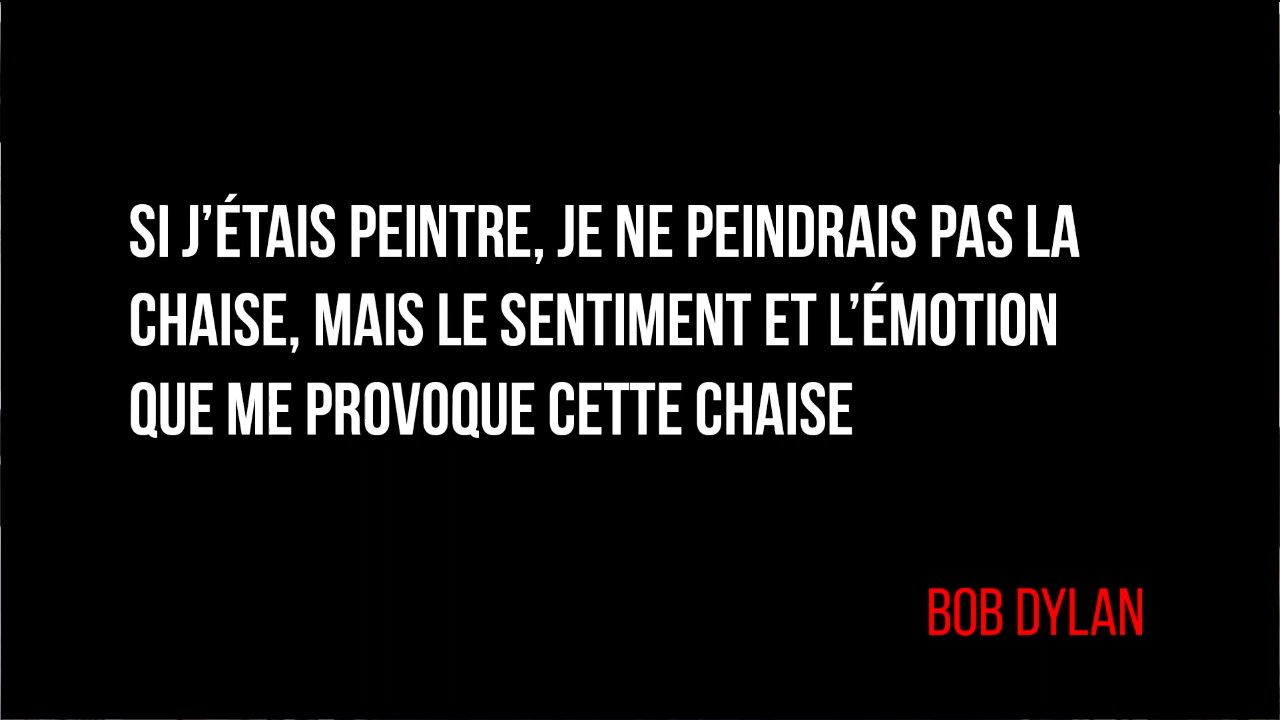 SI J’ÉTAIS PEINTRE, JE NE PEINDRAIS PAS LA
CHAISE, MAIS LE SENTIMENT ET L’ÉMOTION
QUE ME PROVOQUE CETTE CHAISE
BOB DYLAN